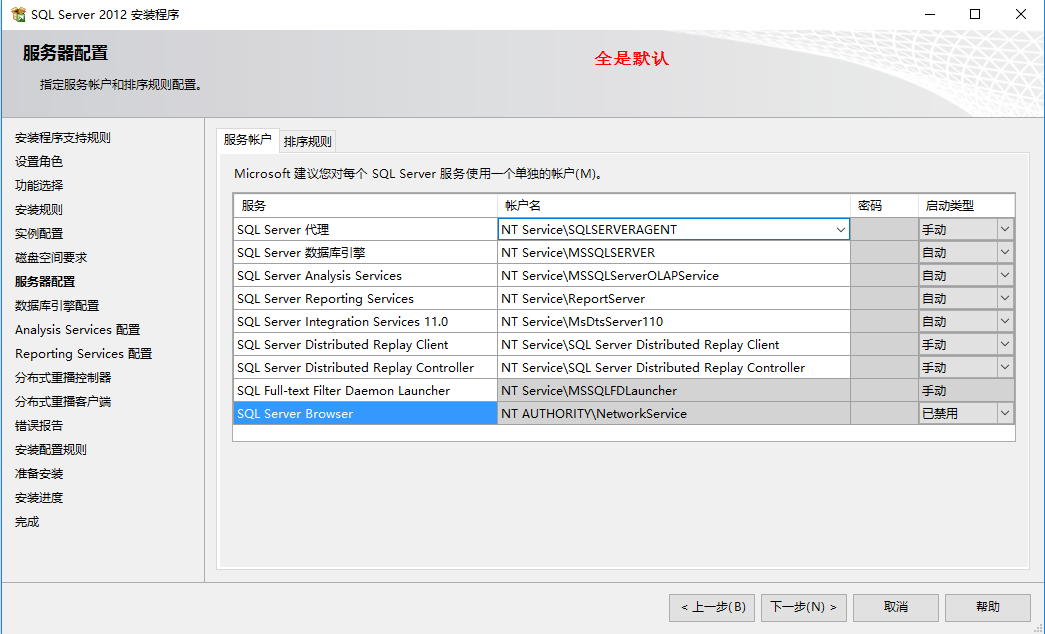 SQL Server 2012 安装程序
服务器配置
全是默认
指定服务帐户和排序规则配置。
安装程序支持规则
设置角色
功能选择
安装规则
实例配置
磁盘空间要求
服务器配置
数据库引擎配置
Analysis Services 配置
Reporting Services 配置
分布式重播控制器
分布式重播客户端
错误报告
安装配置规则
准备安装
安装进度
完成
服务帐户 排序规则
Microsoft 建议您对每个 SQL Server 服务使用一个单独的帐户(M)。
服务 帐户名 密码 启动类型
SQL Server 代理 NT Service\SQLSERVERAGENT 手动
SQL Server 数据库引擎 NT Service\MSSQLSERVER 自动
SQL Server Analysis Services NT Service\MSSQLServerOLAPService 自动
SQL Server Reporting Services NT Service\ReportServer 自动
SQL Server Integration Services 11.0 NT Service\MsDtsServer110 自动
SQL Server Distributed Replay Client NT Service\SQL Server Distributed Replay Client 手动
SQL Server Distributed Replay Controller NT Service\SQL Server Distributed Replay Controller 手动
SQL Full-text Filter Daemon Launcher NT Service\MSSQLFDLauncher 手动
SQL Server Browser NT AUTHORITY\NetworkService 已禁用
< 上一步(B) 下一步(N) > 取消 帮助